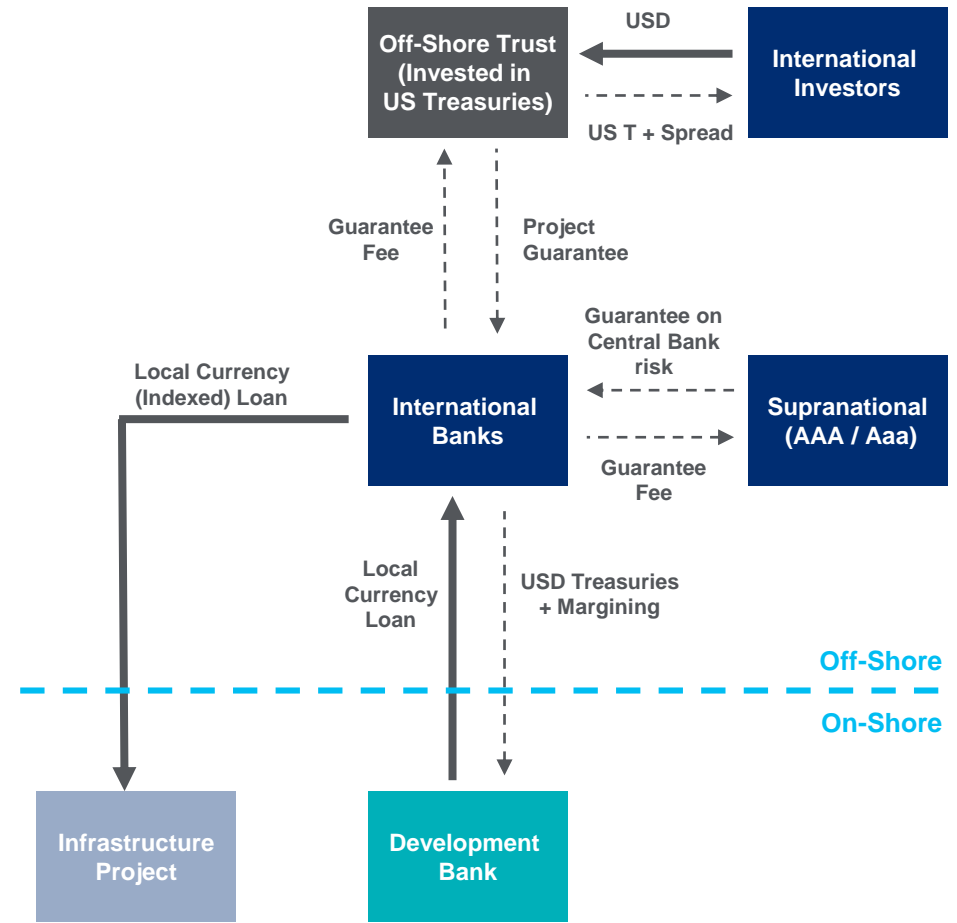 USD
Off-Shore Trust
(Invested in
US Treasuries)
International
Investors
US T + Spread
Guarantee
Fee
Project
Guarantee
Guarantee on
Central Bank
risk
Local Currency
(Indexed) Loan
International
Banks
Supranational
(AAA / Aaa)
Guarantee
Fee
Local
Currency
Loan
USD Treasuries
+ Margining
Off-Shore
On-Shore
Infrastructure
Project
Development
Bank